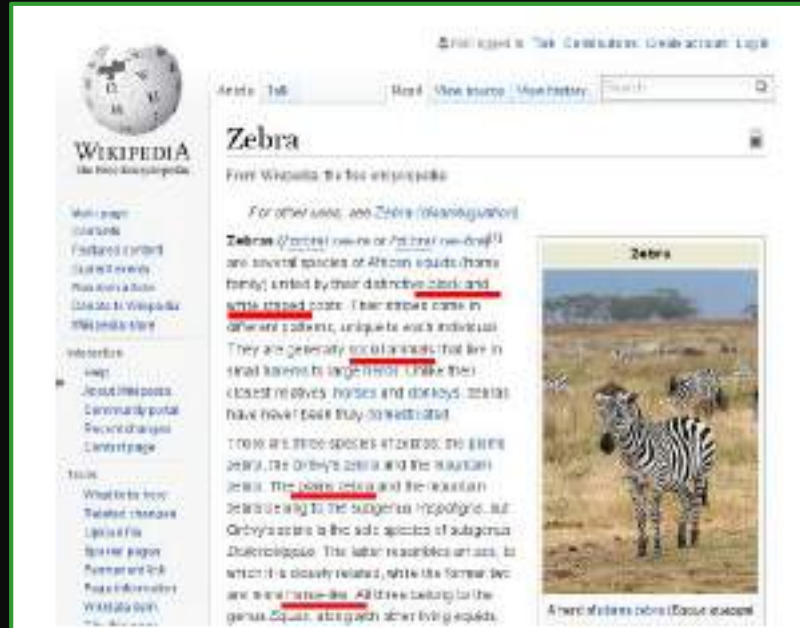 Not logged in Talk Contributions Create account Log in
Article Talk
Read View source View history
Search
WIKIPEDIA
The Free Encyclopedia
Zebra
From Wikipedia, the free encyclopedia
For other uses, see Zebra (disambiguation).
Main page
Contents
Featured content
Current events
Random article
Donate to Wikipedia
Wikipedia store
Interaction
Help
About Wikipedia
Community portal
Recent changes
Contact page
Tools
What links here
Related changes
Upload file
Special pages
Permanent link
Page information
Wikidata item
Zebras
are several species of African equids (horse
family) united by their distinctive black and
white striped coats. Their stripes come in
different patterns, unique to each individual.
They are generally social animals that live in
small harems to large herds. Unlike their
closest relatives, horses and donkeys, zebras
have never been truly domesticated.
There are three species of zebras: the plains
zebra, the Grévy's zebra and the mountain
zebra. The plains zebra and the mountain
zebra belong to the subgenus Hippotigris, but
Grévy's zebra is the sole species of subgenus
Dolichohippus. The latter resembles an ass, to
which it is closely related, while the former two
are more horse-like. All three belong to the
genus Equus, along with other living equids.
Zebra
A herd of plains zebra (Equus quagga)